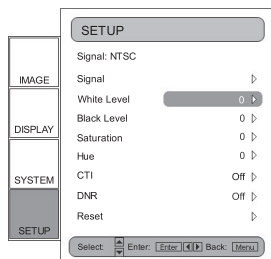 SETUP
Signal: NTSC
Signal
White Level 0
Black Level 0
Saturation 0
Hue 0
CTI Off
DNR Off
Reset
IMAGE
DISPLAY
SYSTEM
SETUP
Select: Enter: Enter Back: Menu